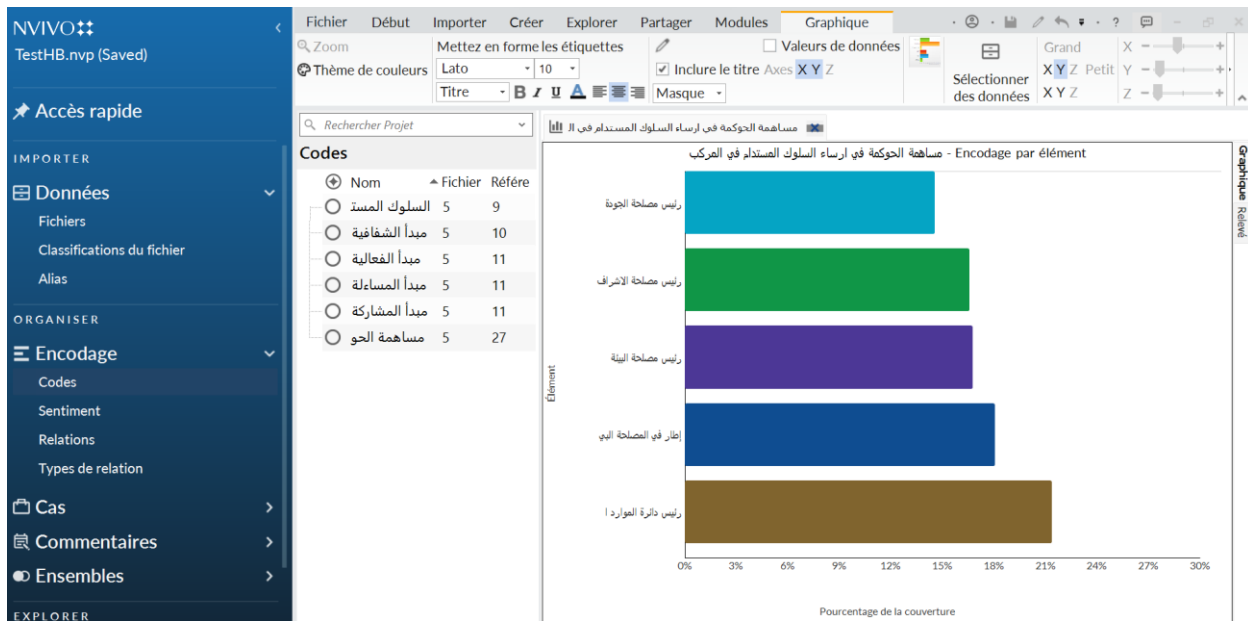 NVIVO
TestHB.nvp (Saved)
Accès rapide
IMPORTER
Données
Fichiers
Classifications du fichier
Alias
ORGANISER
Encodage
Codes
Sentiment
Relations
Types de relation
Cas
Commentaires
Ensembles
EXPLORER
Fichier Début Importer Créer Explorer Partager Modules Graphique
Zoom
Thème de couleurs
Mettez en forme les étiquettes
Lato 10
Titre B I U A
Valeurs de données
Inclure le titre Axes X Y Z
Masque
Sélectionner
des données
Grand
X Y Z Petit
X Y Z
X
Y
Z
Rechercher Projet
Codes
Nom Fichier Référe
السلوك المست 5 9
مبدأ الشفافية 5 10
مبدأ الفعالية 5 11
مبدأ المساءلة 5 11
مبدأ المشاركة 5 11
مساهمة الحو 5 27
مساهمة الحوكمة في ارساء السلوك المستدام في ال
مساهمة الحوكمة في ارساء السلوك المستدام في المركب - Encodage par élément
رئيس مصلحة الجودة
رئيس مصلحة الاشراف
رئيس مصلحة البيئة
إطار في المصلحة البي
رئيس دائرة الموارد ا
Élément
0% 3% 6% 9% 12% 15% 18% 21% 24% 27% 30%
Pourcentage de la couverture
Graphique
Relevé